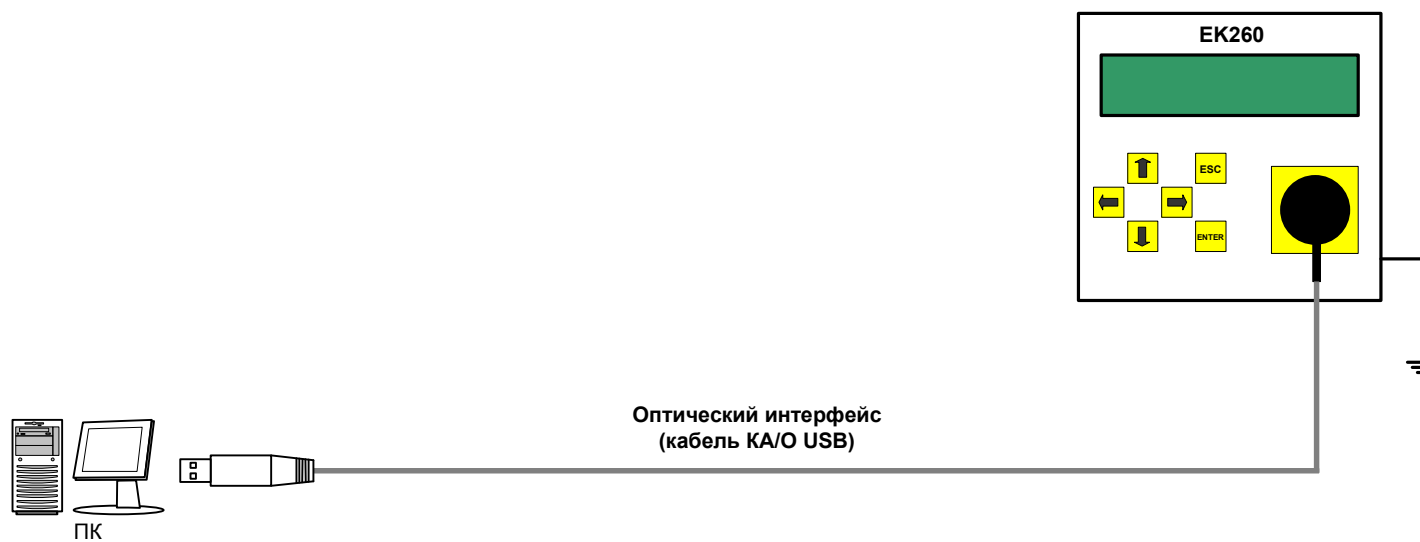 EK260
ESC
ENTER
Оптический интерфейс
(кабель КА/О USB)
ПК